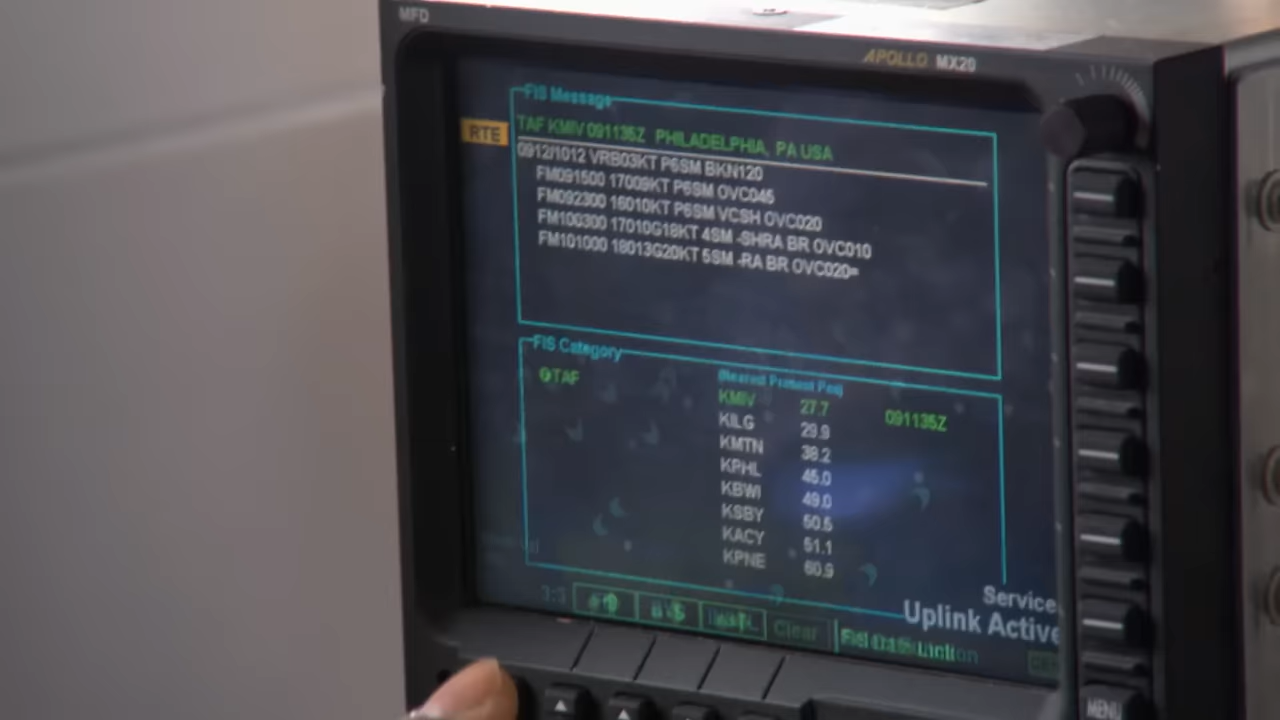 MFD
APOLLO MX20
FIS Message
RTE
TAF KMIV 091135Z PHILADELPHIA, PA USA
0912/1012 VRB03KT P6SM BKN120
FM091500 17009KT P6SM OVC045
FM092300 16010KT P6SM VCSH OVC020
FM100300 17010G18KT 4SM -SHRA BR OVC010
FM101000 18013G20KT 5SM -RA BR OVC020=
FIS Category
TAF
KMIV 27.7 091135Z
KILG 29.9
KMTN 38.2
KPHL 45.0
KBWI 49.0
KSBY 50.5
KACY 51.1
KPNE 60.9
Service
Uplink Active
Clear
MENU